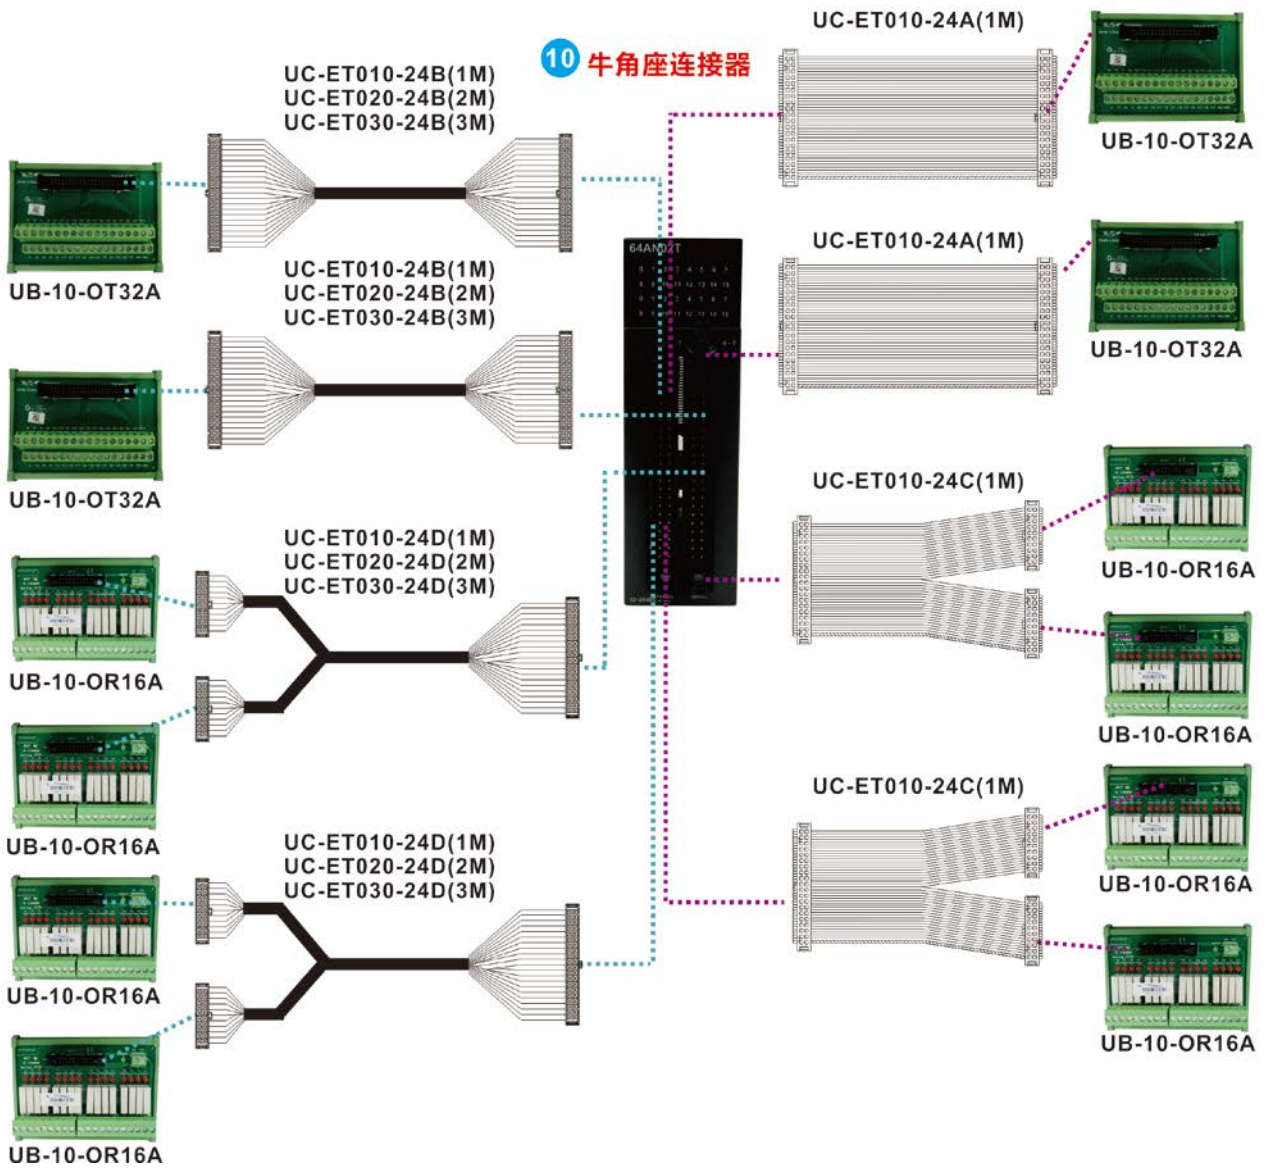 10 牛角座连接器
UC-ET010-24B(1M)
UC-ET020-24B(2M)
UC-ET030-24B(3M)
UB-10-OT32A
UC-ET010-24B(1M)
UC-ET020-24B(2M)
UC-ET030-24B(3M)
UB-10-OT32A
UC-ET010-24D(1M)
UC-ET020-24D(2M)
UC-ET030-24D(3M)
UB-10-OR16A
UB-10-OR16A
UC-ET010-24D(1M)
UC-ET020-24D(2M)
UC-ET030-24D(3M)
UB-10-OR16A
UB-10-OR16A
64AN02T
UC-ET010-24A(1M)
UB-10-OT32A
UC-ET010-24A(1M)
UB-10-OT32A
UC-ET010-24C(1M)
UB-10-OR16A
UB-10-OR16A
UC-ET010-24C(1M)
UB-10-OR16A
UB-10-OR16A